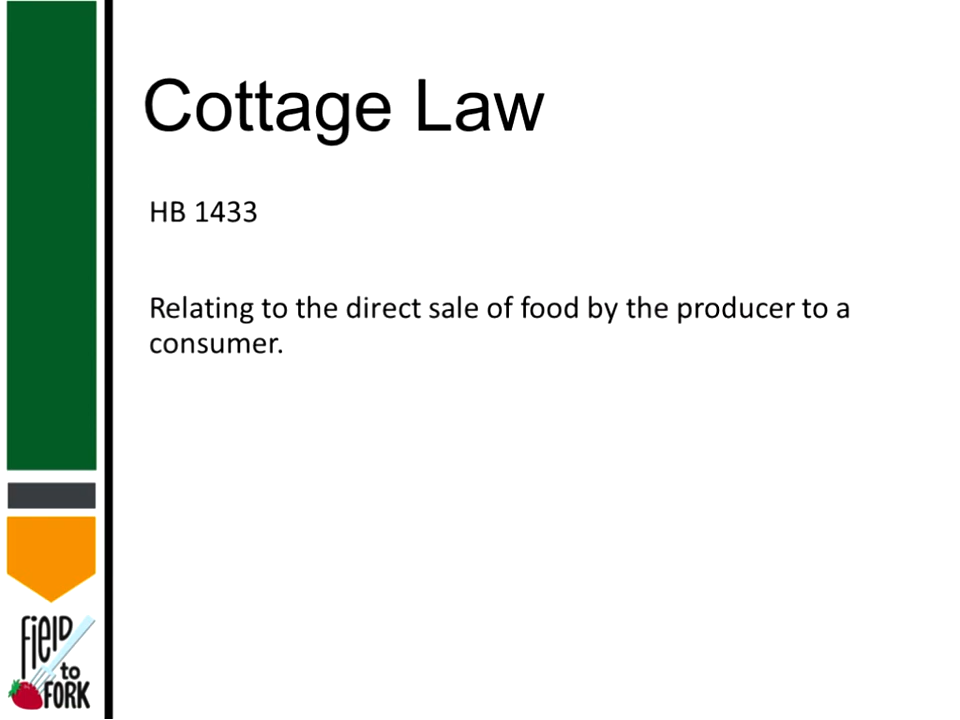 Cottage Law
HB 1433
Relating to the direct sale of food by the producer to a
consumer.
FiElD
to
FORK